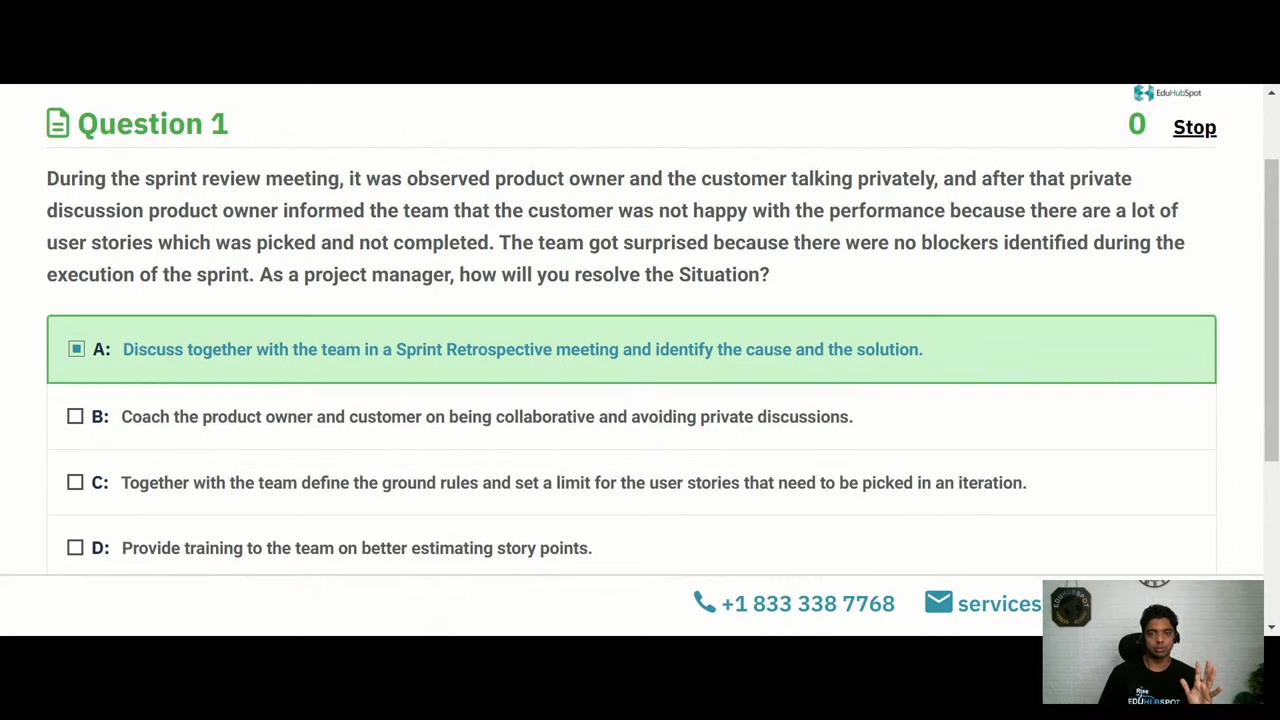 EduHubSpot
Question 1
0 Stop
During the sprint review meeting, it was observed product owner and the customer talking privately, and after that private
discussion product owner informed the team that the customer was not happy with the performance because there are a lot of
user stories which was picked and not completed. The team got surprised because there were no blockers identified during the
execution of the sprint. As a project manager, how will you resolve the Situation?
A: Discuss together with the team in a Sprint Retrospective meeting and identify the cause and the solution.
B: Coach the product owner and customer on being collaborative and avoiding private discussions.
C: Together with the team define the ground rules and set a limit for the user stories that need to be picked in an iteration.
D: Provide training to the team on better estimating story points.
+1 833 338 7768 services
EDUHUBSPOT
Rise
EDUHUBSPOT